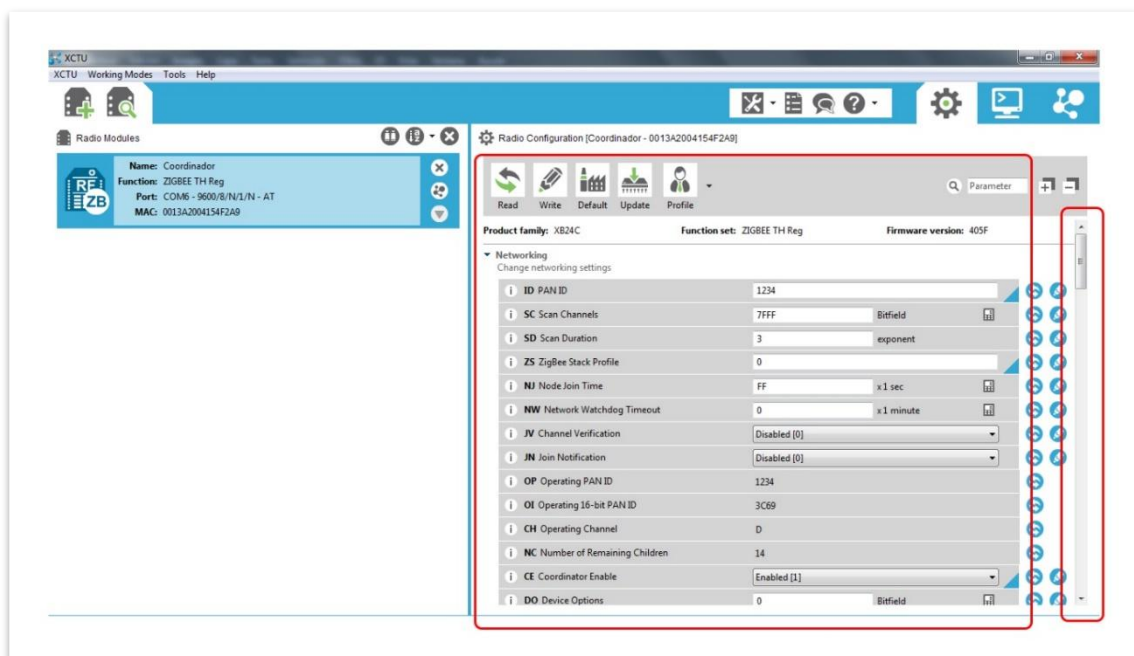 XCTU
XCTU Working Modes Tools Help
Radio Modules
Name: Coordinador
Function: ZIGBEE TH Reg
Port: COM6 - 9600/8/N/1/N - AT
MAC: 0013A2004154F2A9
RF
ZB
Radio Configuration [Coordinador - 0013A2004154F2A9]
Read Write Default Update Profile
Parameter
Product family: XB24C Function set: ZIGBEE TH Reg Firmware version: 405F
Networking
Change networking settings
i ID PAN ID 1234
i SC Scan Channels 7FFF Bitfield
i SD Scan Duration 3 exponent
i ZS ZigBee Stack Profile 0
i NJ Node Join Time FF x 1 sec
i NW Network Watchdog Timeout 0 x 1 minute
i JV Channel Verification Disabled [0]
i JN Join Notification Disabled [0]
i OP Operating PAN ID 1234
i OI Operating 16-bit PAN ID 3C69
i CH Operating Channel D
i NC Number of Remaining Children 14
i CE Coordinator Enable Enabled [1]
i DO Device Options 0 Bitfield